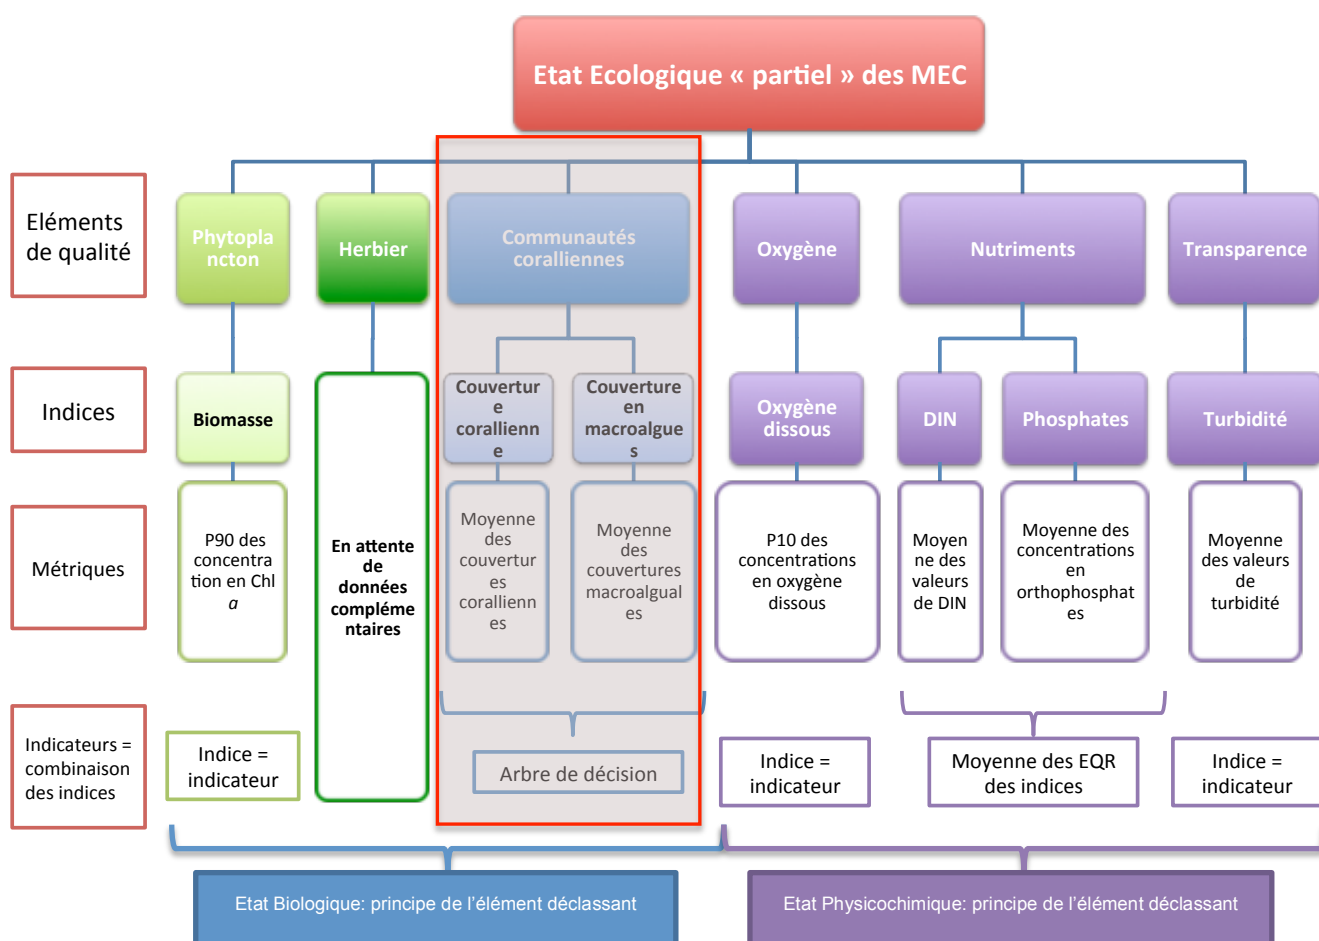 Etat Ecologique « partiel » des MEC
Eléments
de qualité
Phytopla
ncton
Herbier
Communautés
coralliennes
Oxygène
Nutriments
Transparence
Indices
Biomasse
Couvertur
e
corallienn
e
Couverture
en
macroalgue
s
Oxygène
dissous
DIN
Phosphates
Turbidité
Métriques
P90 des
concentra
tion en Chl
a
En attente
de
données
compléme
ntaires
Moyenne
des
couvertur
es
corallienn
es
Moyenne
des
couvertures
macroalgual
es
P10 des
concentrations
en oxygène
dissous
Moyen
ne des
valeurs
de DIN
Moyenne des
concentrations
en
orthophosphat
es
Moyenne
des valeurs
de
turbidité
Indicateurs =
combinaison
des indices
Indice =
indicateur
Arbre de décision
Indice =
indicateur
Moyenne des EQR
des indices
Indice =
indicateur
Etat Biologique: principe de l’élément déclassant
Etat Physicochimique: principe de l’élément déclassant